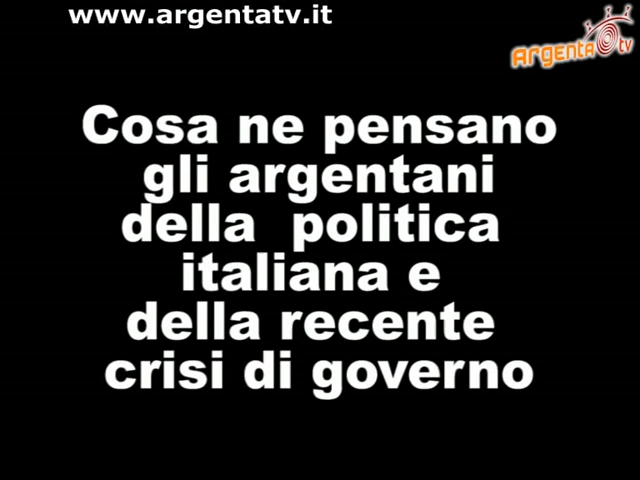 www.argentatv.it
Argenta tv
Cosa ne pensano
gli argentani
della politica
italiana e
della recente
crisi di governo